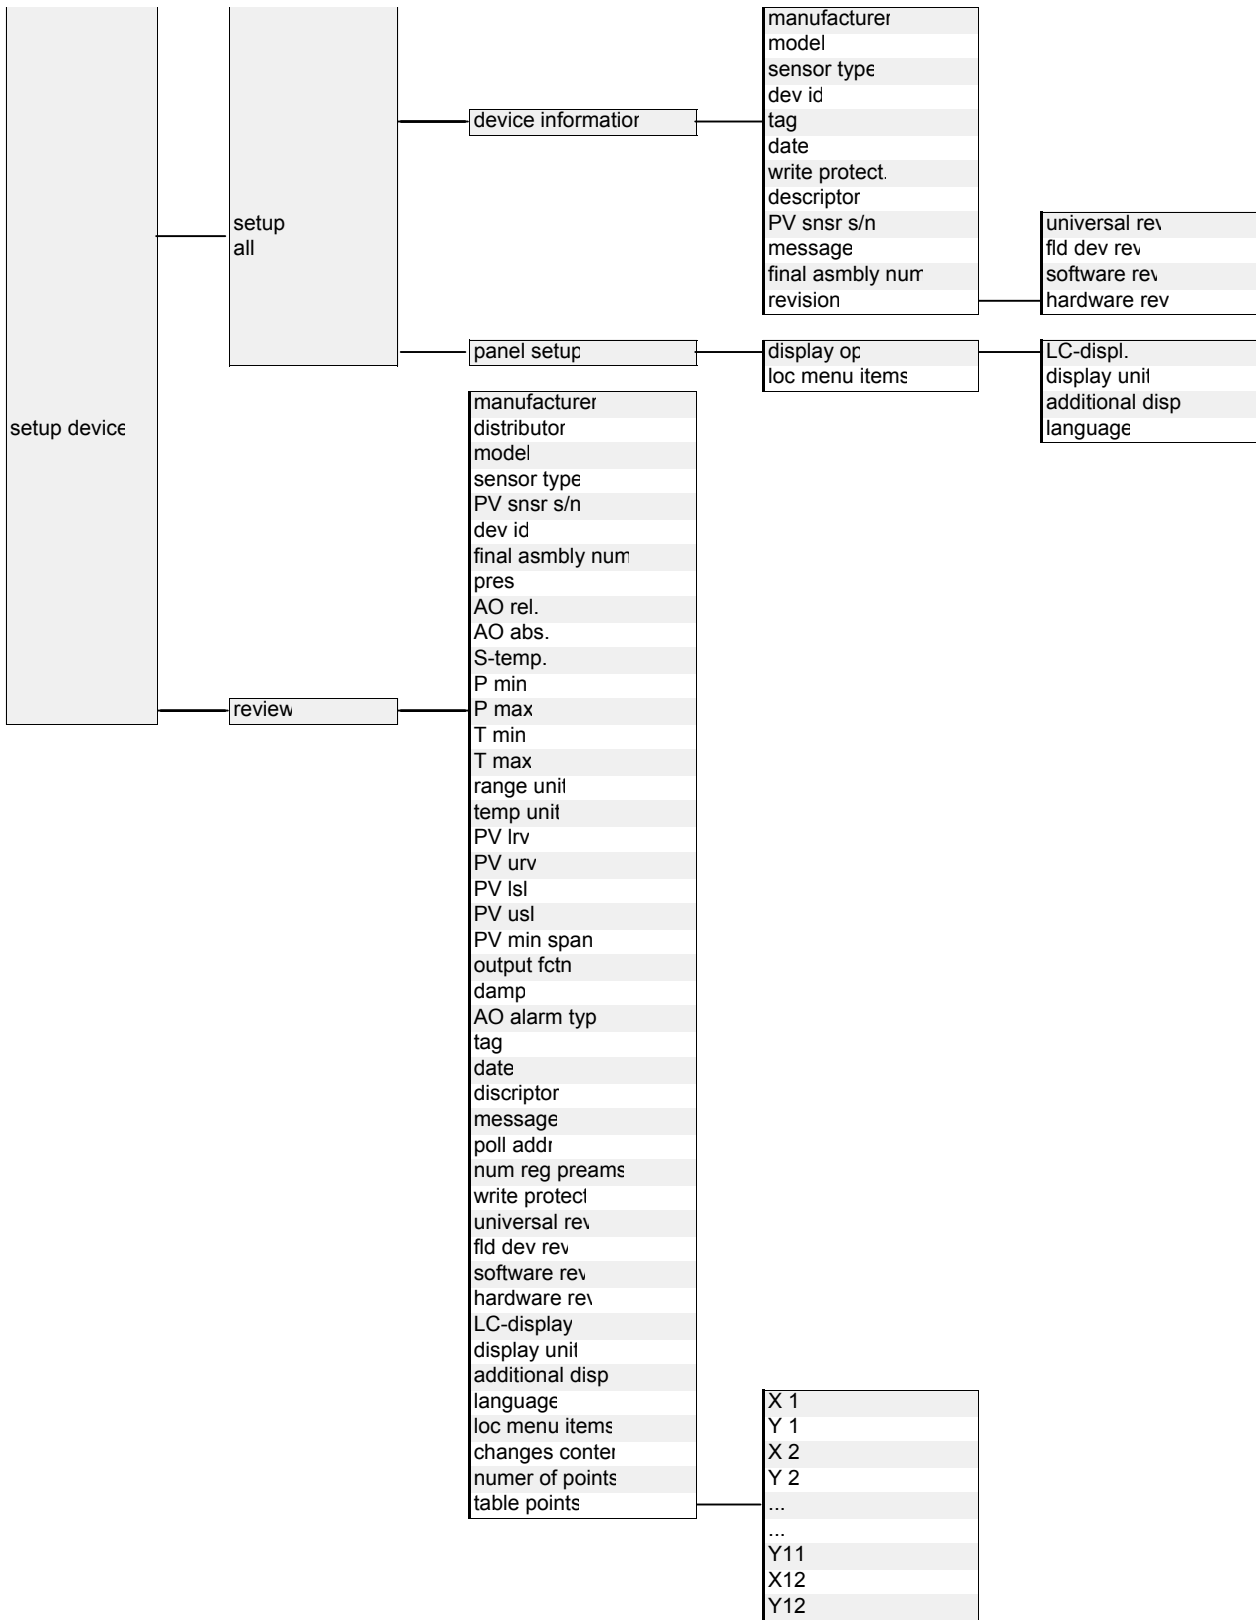 setup device
setup
all
review
device information
panel setup
manufacturer
model
sensor type
dev id
tag
date
write protect.
descriptor
PV snsr s/n
message
final asmbly num
revision
universal rev
fld dev rev
software rev
hardware rev
display op
loc menu items
LC-displ.
display unit
additional disp
language
manufacturer
distributor
model
sensor type
PV snsr s/n
dev id
final asmbly num
pres
AO rel.
AO abs.
S-temp.
P min
P max
T min
T max
range unit
temp unit
PV lrv
PV urv
PV lsl
PV usl
PV min span
output fctn
damp
AO alarm typ
tag
date
discriptor
message
poll addr
num reg preams
write protect
universal rev
fld dev rev
software rev
hardware rev
LC-display
display unit
additional disp
language
loc menu items
changes conter
numer of points
table points
X 1
Y 1
X 2
Y 2
...
...
Y11
X12
Y12